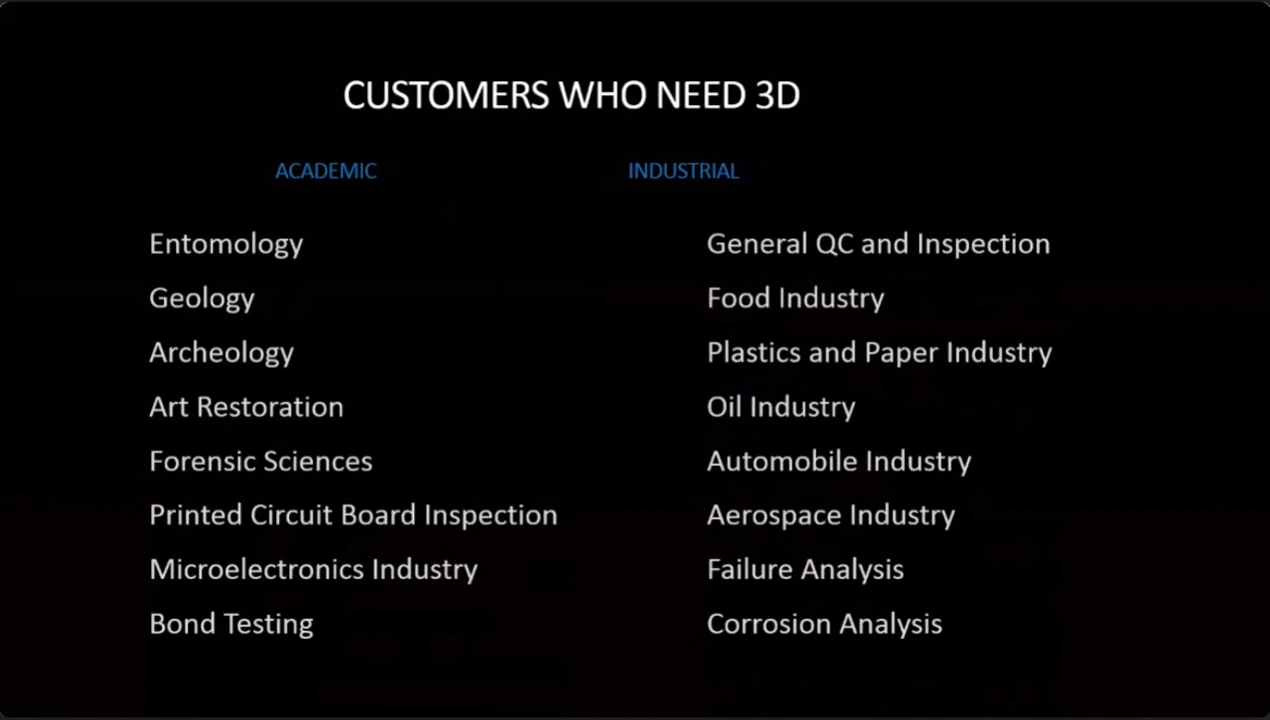 CUSTOMERS WHO NEED 3D
ACADEMIC
INDUSTRIAL
Entomology
Geology
Archeology
Art Restoration
Forensic Sciences
Printed Circuit Board Inspection
Microelectronics Industry
Bond Testing
General QC and Inspection
Food Industry
Plastics and Paper Industry
Oil Industry
Automobile Industry
Aerospace Industry
Failure Analysis
Corrosion Analysis